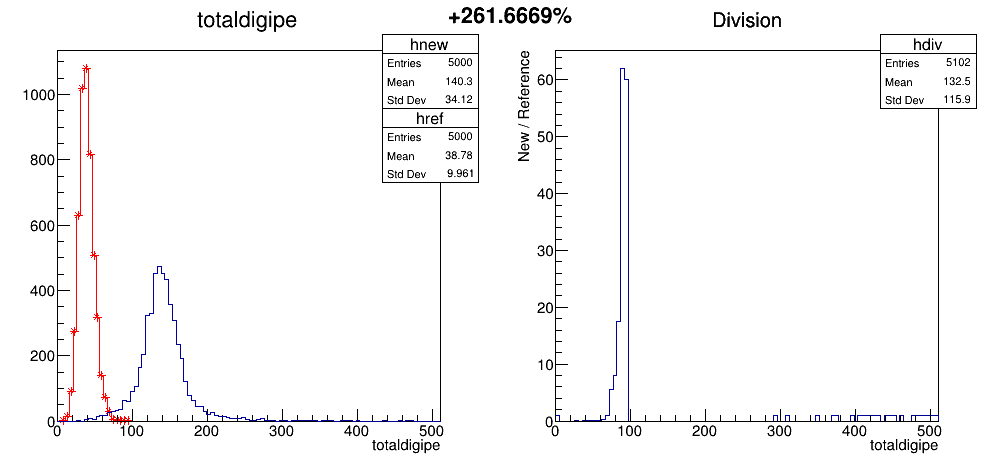 +261.6669%
totaldigipe
hnew
Entries 5000
Mean 140.3
Std Dev 34.12
href
Entries 5000
Mean 38.78
Std Dev 9.961
1000
800
600
400
200
0
0 100 200 300 400 500
totaldigipe
Division
hdiv
Entries 5102
Mean 132.5
Std Dev 115.9
New / Reference
60
50
40
30
20
10
0
0 100 200 300 400 500
totaldigipe